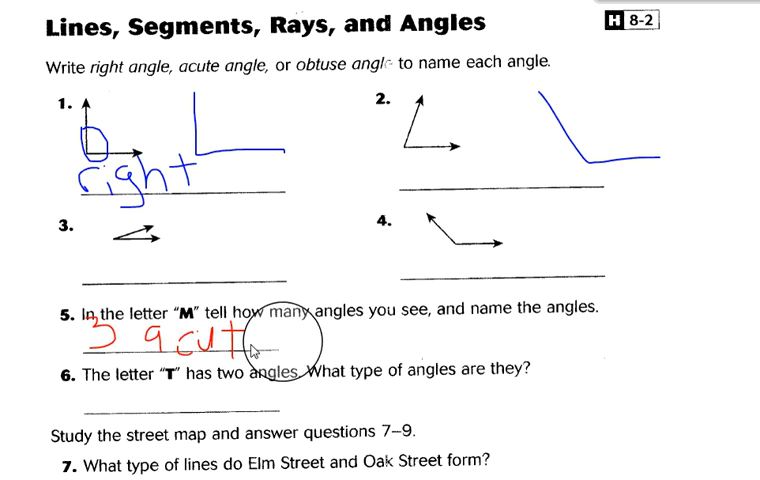 Lines, Segments, Rays, and Angles
H 8-2
Write right angle, acute angle, or obtuse angle to name each angle.
1.
2.
right
3.
4.
5. In the letter "M" tell how many angles you see, and name the angles.
3 acut
6. The letter "T" has two angles. What type of angles are they?
Study the street map and answer questions 7–9.
7. What type of lines do Elm Street and Oak Street form?